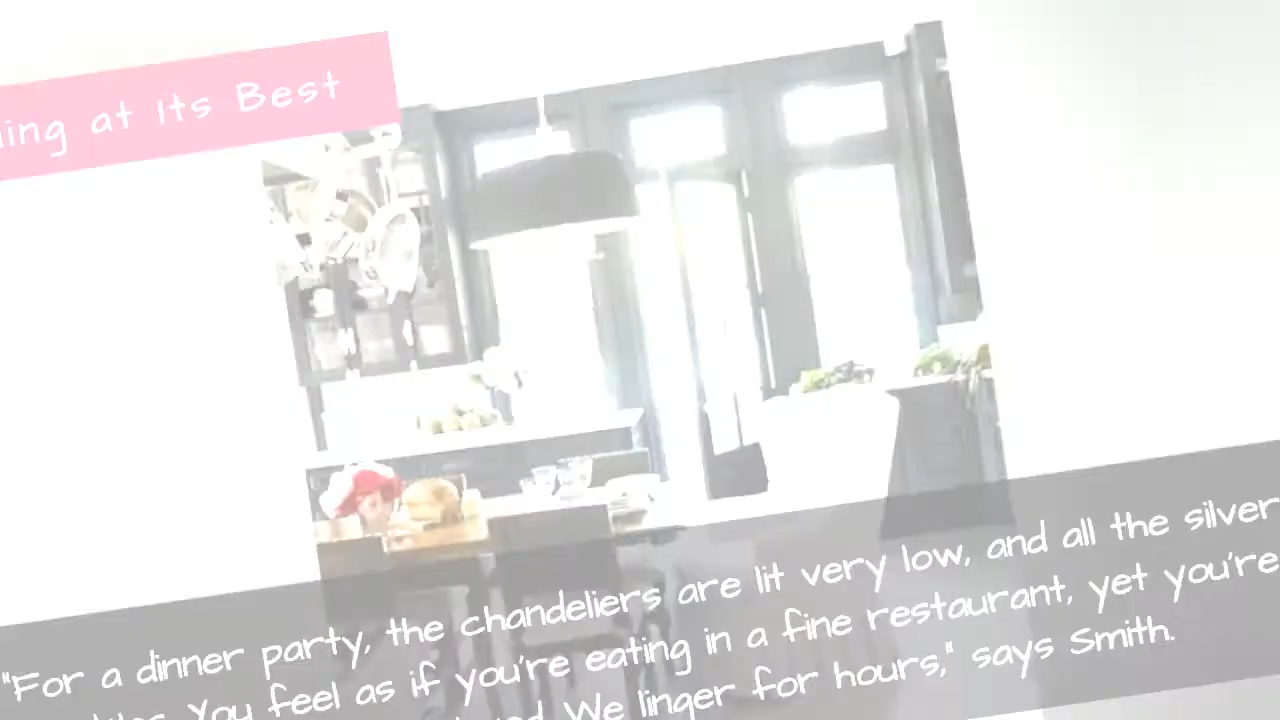 at Its Best
"For a dinner party, the chandeliers are lit very low, and all the silver
You feel as if you're eating in a fine restaurant, yet you're
We linger for hours," says Smith.